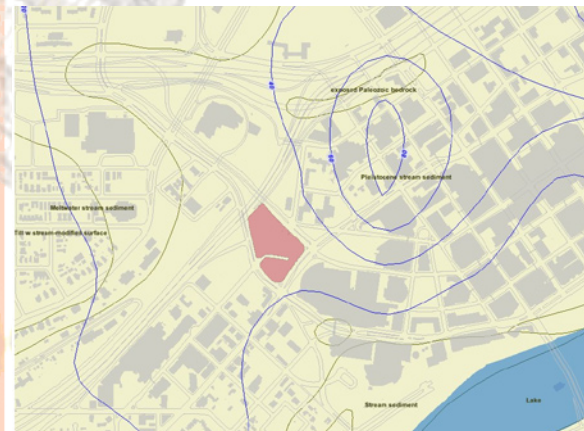 exposed Paleozoic bedrock
Pleistocene stream sediment
Meltwater stream sediment
Till w stream-modified surface
Stream sediment
Lake